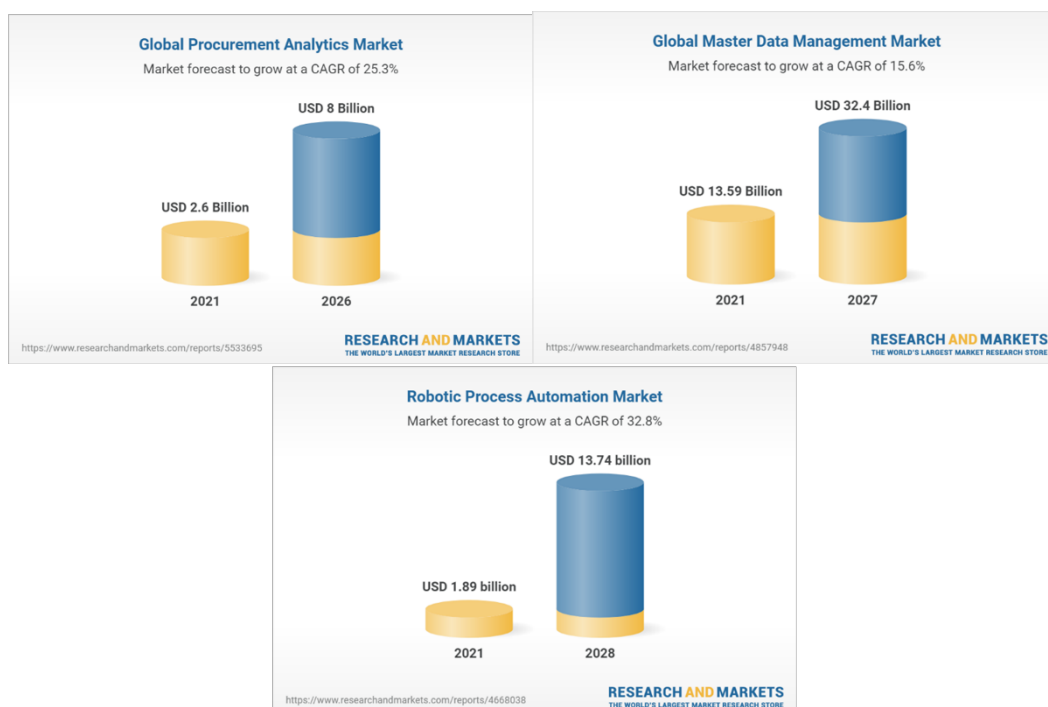 Global Procurement Analytics Market
Market forecast to grow at a CAGR of 25.3%
USD 8 Billion
USD 2.6 Billion
2021
2026
https://www.researchandmarkets.com/reports/5533695
RESEARCH AND MARKETS
THE WORLD'S LARGEST MARKET RESEARCH STORE
Global Master Data Management Market
Market forecast to grow at a CAGR of 15.6%
USD 32.4 Billion
USD 13.59 Billion
2021
2027
https://www.researchandmarkets.com/reports/4857948
RESEARCH AND MARKETS
THE WORLD'S LARGEST MARKET RESEARCH STORE
Robotic Process Automation Market
Market forecast to grow at a CAGR of 32.8%
USD 13.74 billion
USD 1.89 billion
2021
2028
https://www.researchandmarkets.com/reports/4668038
RESEARCH AND MARKETS
THE WORLD'S LARGEST MARKET RESEARCH STORE